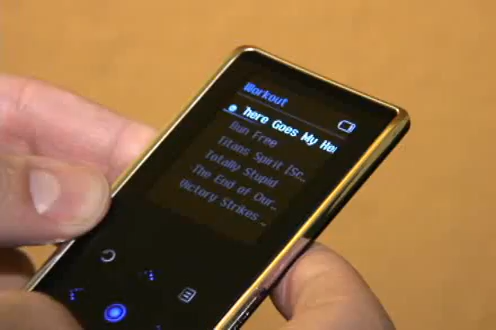 Workout
There Goes My He
Run Free
Titans Spirit [Sc..
Totally Stupid
The End of Our..
Victory Strikes ..